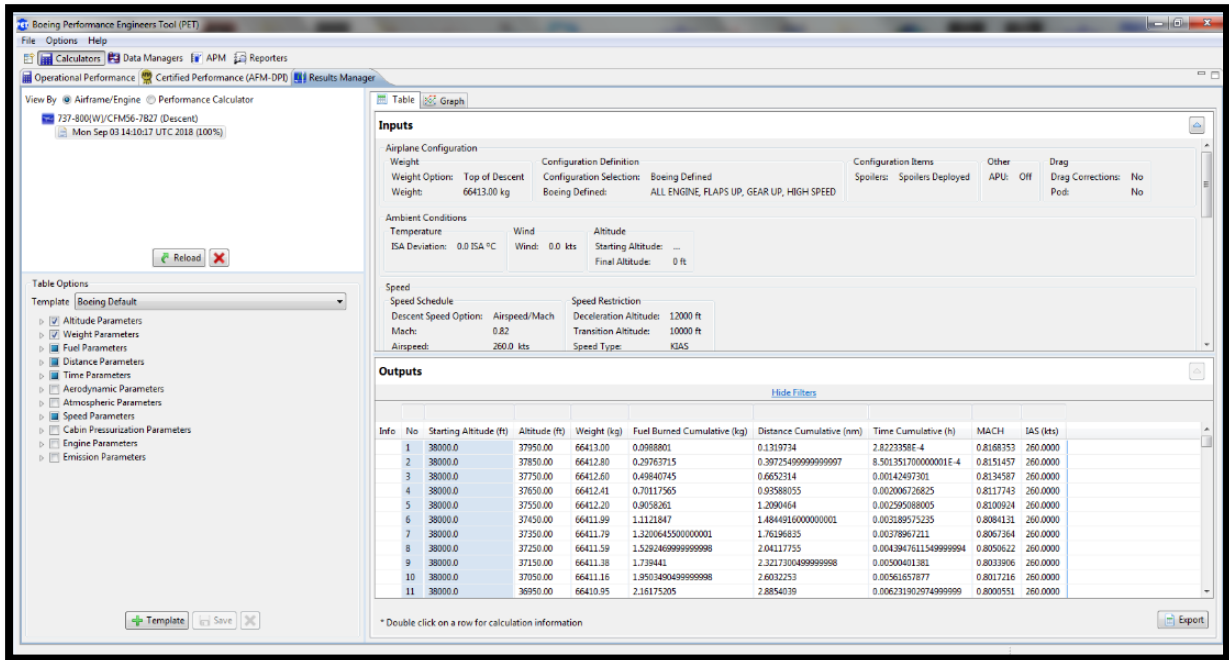 Boeing Performance Engineers Tool (PET)
File Options Help
Calculators Data Managers APM Reporters
Operational Performance Certified Performance (AFM-DPI) Results Manager
View By Airframe/Engine Performance Calculator
737-800(W)/CFM56-7B27 (Descent)
Mon Sep 03 14:10:17 UTC 2018 (100%)
Reload
Table Options
Template Boeing Default
Altitude Parameters
Weight Parameters
Fuel Parameters
Distance Parameters
Time Parameters
Aerodynamic Parameters
Atmospheric Parameters
Speed Parameters
Cabin Pressurization Parameters
Engine Parameters
Emission Parameters
Template Save
Table Graph
Inputs
Airplane Configuration
Weight Configuration Definition Configuration Items Other Drag
Weight Option: Top of Descent Configuration Selection: Boeing Defined Spoilers: Spoilers Deployed APU: Off Drag Corrections: No
Weight: 66413.00 kg Boeing Defined: ALL ENGINE, FLAPS UP, GEAR UP, HIGH SPEED Pod: No
Ambient Conditions
Temperature Wind Altitude
ISA Deviation: 0.0 ISA °C Wind: 0.0 kts Starting Altitude: ...
Final Altitude: 0 ft
Speed
Speed Schedule Speed Restriction
Descent Speed Option: Airspeed/Mach Deceleration Altitude: 12000 ft
Mach: 0.82 Transition Altitude: 10000 ft
Airspeed: 260.0 kts Speed Type: KIAS
Outputs
Hide Filters
Info No Starting Altitude (ft) Altitude (ft) Weight (kg) Fuel Burned Cumulative (kg) Distance Cumulative (nm) Time Cumulative (h) MACH IAS (kts)
1 38000.0 37950.00 66413.00 0.0988801 0.1319734 2.8223358E-4 0.8168353 260.0000
2 38000.0 37850.00 66412.80 0.29763715 0.39725499999999997 8.501351700000001E-4 0.8151457 260.0000
3 38000.0 37750.00 66412.60 0.49840745 0.6652314 0.00142497301 0.8134587 260.0000
4 38000.0 37650.00 66412.41 0.70117565 0.93588055 0.002006726825 0.8117743 260.0000
5 38000.0 37550.00 66412.20 0.9058261 1.2090464 0.002595088005 0.8100924 260.0000
6 38000.0 37450.00 66411.99 1.1121847 1.4844916000000001 0.003189575235 0.8084131 260.0000
7 38000.0 37350.00 66411.79 1.3200645500000001 1.76196835 0.00378967211 0.8067364 260.0000
8 38000.0 37250.00 66411.59 1.5292469999999998 2.04117755 0.0043947611549999994 0.8050622 260.0000
9 38000.0 37150.00 66411.38 1.739441 2.3217300499999998 0.00500401381 0.8033906 260.0000
10 38000.0 37050.00 66411.16 1.9503490499999998 2.6032253 0.00561657877 0.8017216 260.0000
11 38000.0 36950.00 66410.95 2.16175205 2.8854039 0.006231902974999999 0.8000551 260.0000
* Double click on a row for calculation information
Export